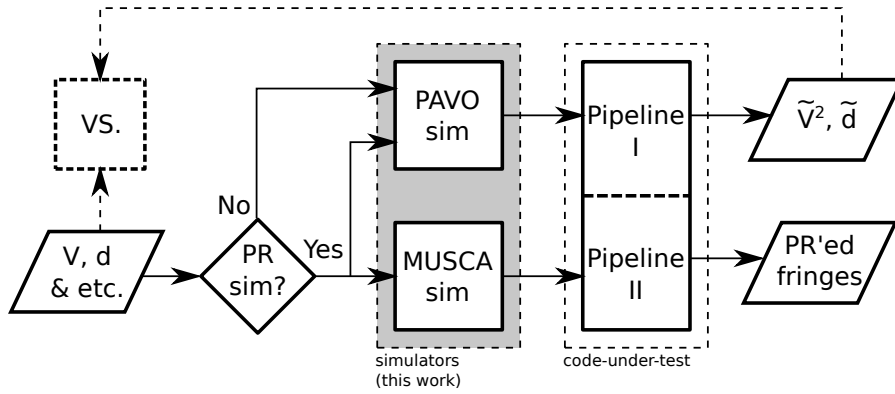 VS.
V, d
& etc.
No
PR
sim?
Yes
PAVO
sim
MUSCA
sim
simulators
(this work)
Pipeline
I
Pipeline
II
code-under-test
Ṽ², d̃
PR'ed
fringes